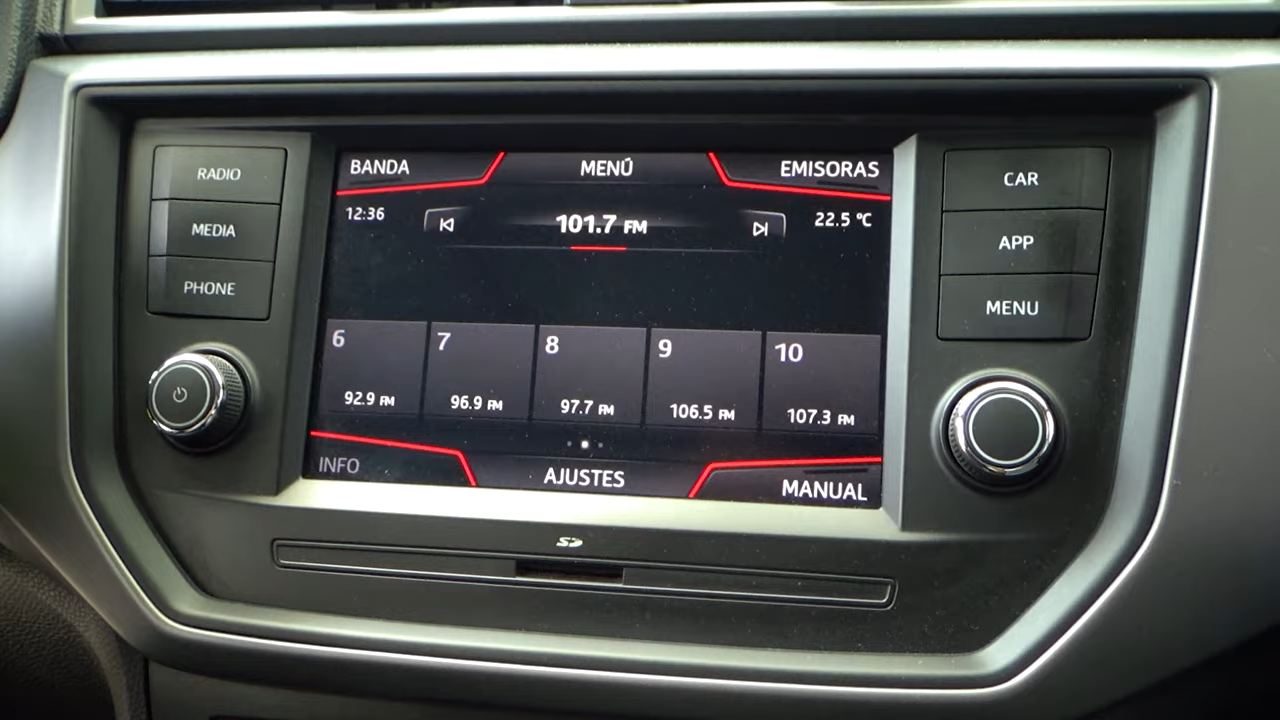 RADIO
MEDIA
PHONE
BANDA
MENÚ
EMISORAS
12:36
101.7 FM
22.5 °C
6
7
8
9
10
92.9 FM
96.9 FM
97.7 FM
106.5 FM
107.3 FM
INFO
AJUSTES
MANUAL
CAR
APP
MENU
SD